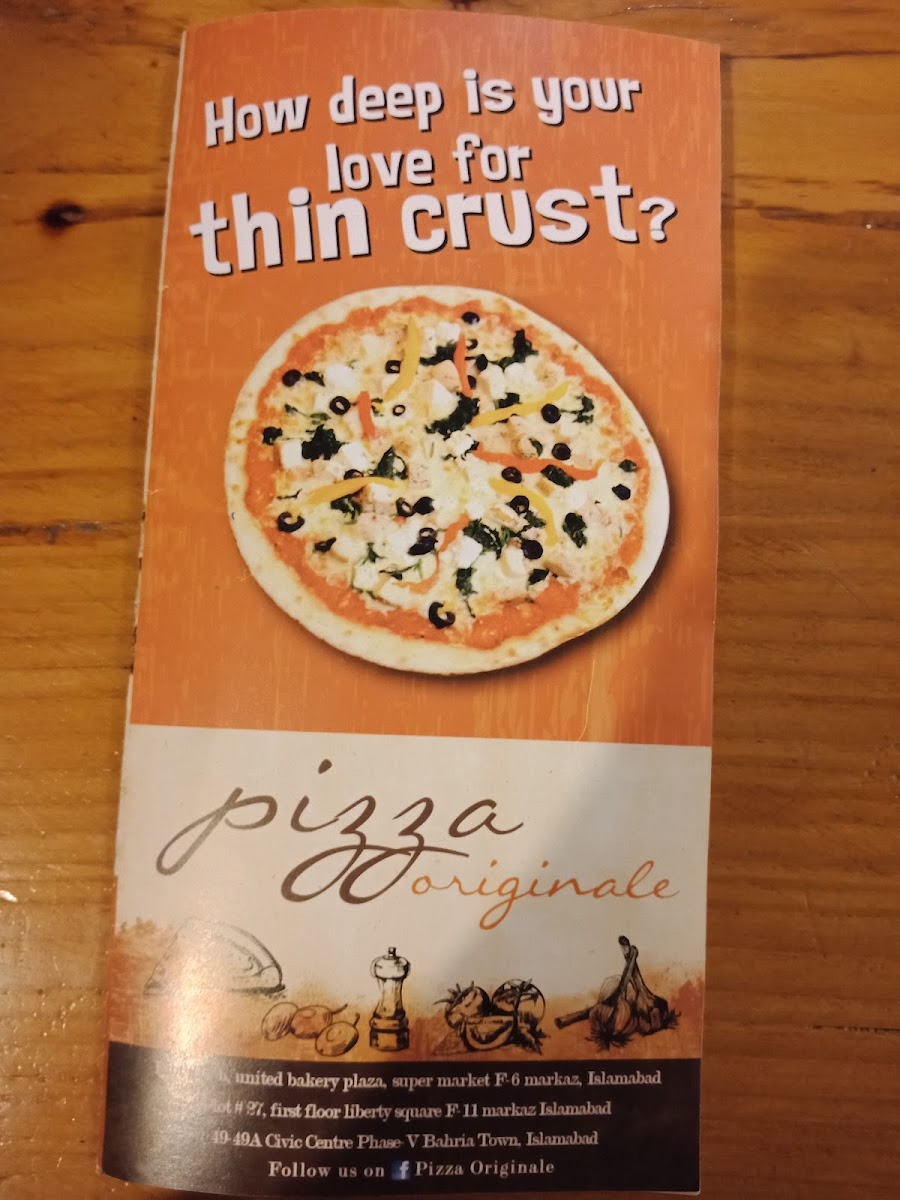 How deep is your
love for
thin crust?
pizza
originale
united bakery plaza, super market F-6 markaz, Islamabad
# 27, first floor liberty square F-11 markaz Islamabad
49-49A Civic Centre Phase-V Bahria Town, Islamabad
Follow us on f Pizza Originale